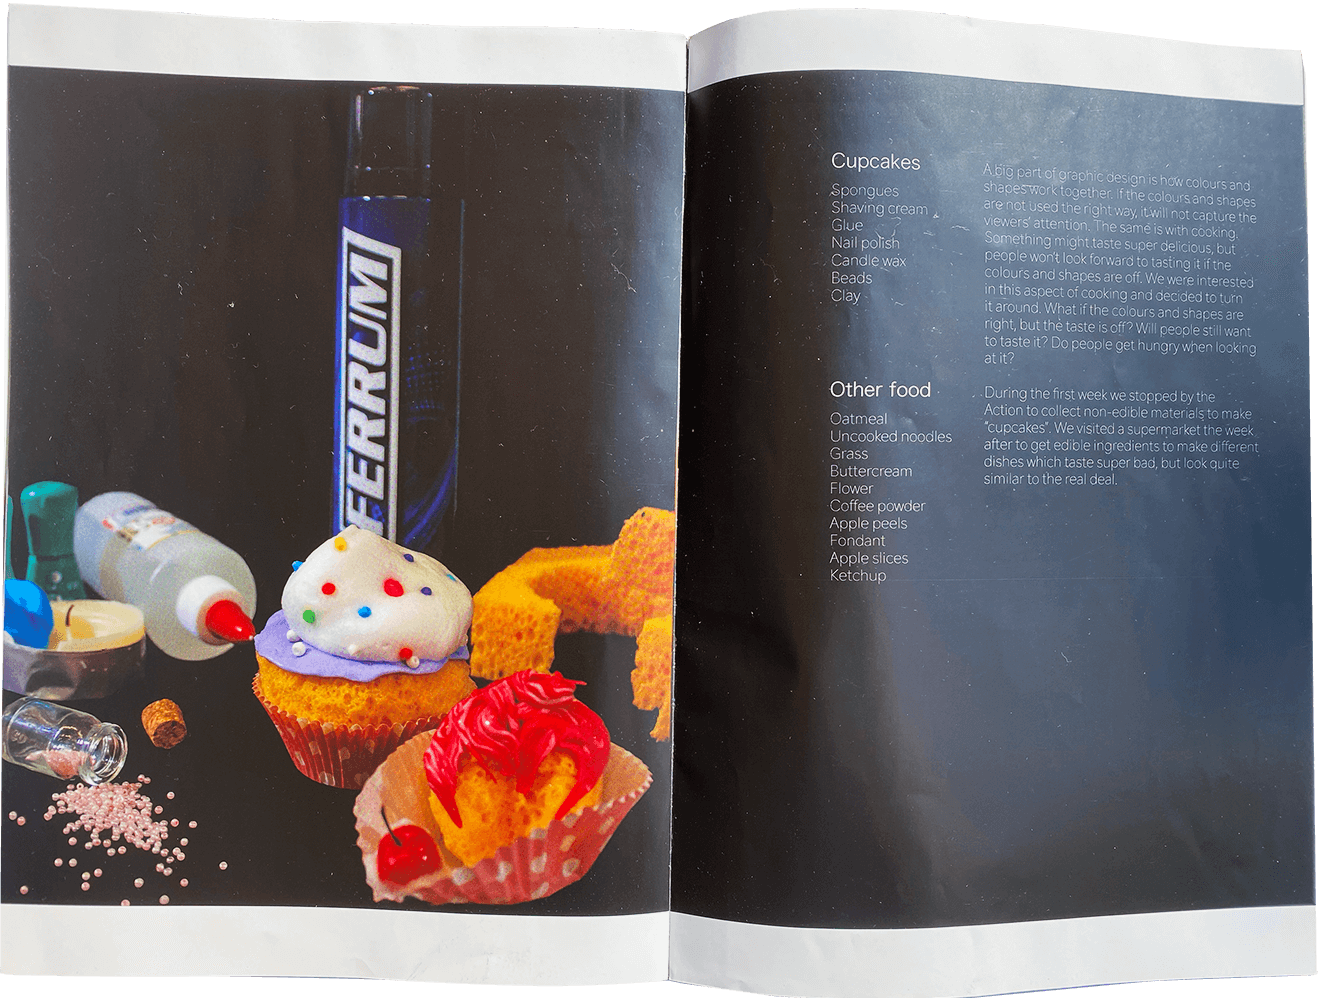 FERRUM
Cupcakes
Spongues
Shaving cream
Glue
Nail polish
Candle wax
Beads
Clay
Other food
Oatmeal
Uncooked noodles
Grass
Buttercream
Flower
Coffee powder
Apple peels
Fondant
Apple slices
Ketchup
A big part of graphic design is how colours and
shapes work together. If the colours and shapes
are not used the right way, it will not capture the
viewers' attention. The same is with cooking.
Something might taste super delicious, but
people won't look forward to tasting it if the
colours and shapes are off. We were interested
in this aspect of cooking and decided to turn
it around. What if the colours and shapes are
right, but the taste is off? Will people still want
to taste it? Do people get hungry when looking
at it?
During the first week we stopped by the
Action to collect non-edible materials to make
"cupcakes". We visited a supermarket the week
after to get edible ingredients to make different
dishes which taste super bad, but look quite
similar to the real deal.